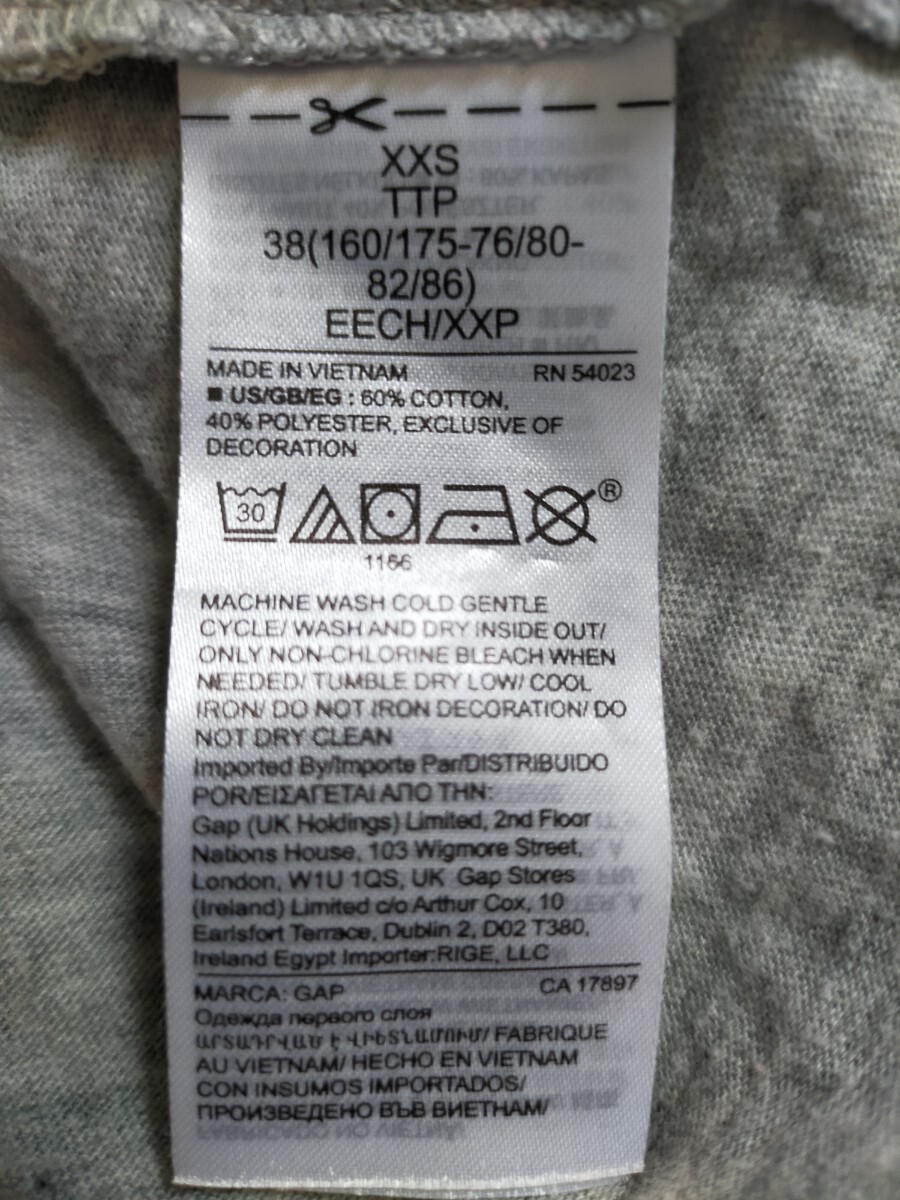 XXS
TTP
38(160/175-76/80-
82/86)
EECH/XXP
MADE IN VIETNAM RN 54023
■ US/GB/EG : 60% COTTON,
40% POLYESTER, EXCLUSIVE OF
DECORATION
30
®
1166
MACHINE WASH COLD GENTLE
CYCLE/ WASH AND DRY INSIDE OUT/
ONLY NON-CHLORINE BLEACH WHEN
NEEDED/ TUMBLE DRY LOW/ COOL
IRON/ DO NOT IRON DECORATION/ DO
NOT DRY CLEAN
Imported By/Importe Par/DISTRIBUIDO
POR/ΕΙΣΑΓΕΤΑΙ ΑΠΟ ΤΗΝ:
Gap (UK Holdings) Limited, 2nd Floor
Nations House, 103 Wigmore Street,
London, W1U 1QS, UK Gap Stores
(Ireland) Limited c/o Arthur Cox, 10
Earlsfort Terrace, Dublin 2, D02 T380,
Ireland Egypt Importer:RIGE, LLC
MARCA: GAP CA 17897
Одежда первого слоя
ԱՐՏԱԴՐՎԱԾ Է ՎԻԵՏՆԱՄՈՒՄ/ FABRIQUE
AU VIETNAM/ HECHO EN VIETNAM
CON INSUMOS IMPORTADOS/
ПРОИЗВЕДЕНО ВЪВ ВИЕТНАМ/